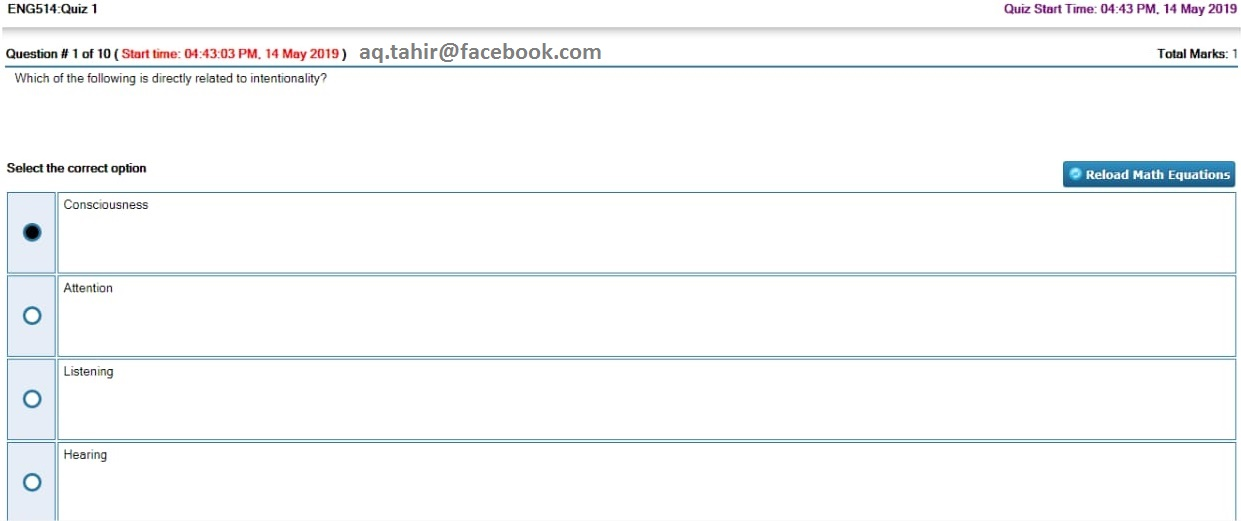 ENG514:Quiz 1 Quiz Start Time: 04:43 PM, 14 May 2019
Question # 1 of 10 ( Start time: 04:43:03 PM, 14 May 2019 ) aq.tahir@facebook.com Total Marks: 1
Which of the following is directly related to intentionality?
Select the correct option
Reload Math Equations
Consciousness
Attention
Listening
Hearing